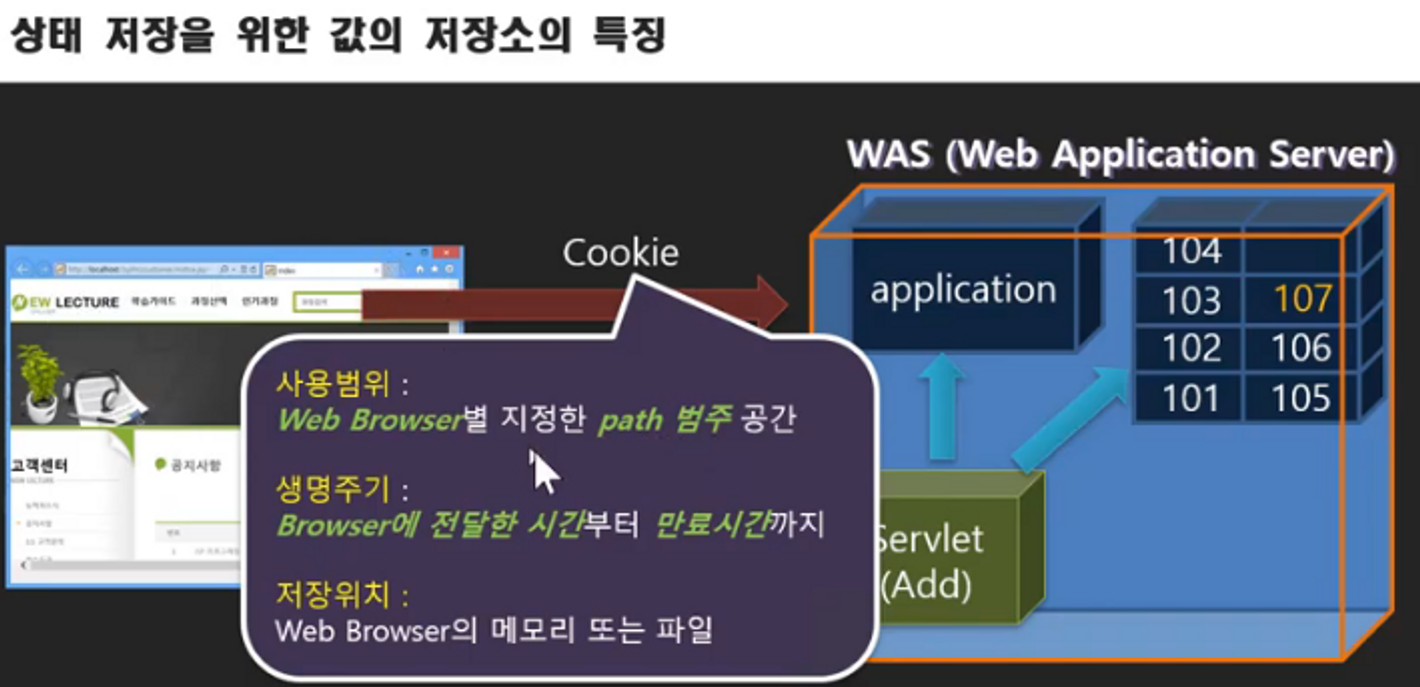 상태 저장을 위한 값의 저장소의 특징
WAS (Web Application Server)
Cookie
application
104
103 107
102 106
101 105
NEW LECTURE 학습가이드 과정선택 인기과정
고객센터
공지사항
사용범위 :
Web Browser별 지정한 path 범주 공간
생명주기 :
Browser에 전달한 시간부터 만료시간까지
저장위치 :
Web Browser의 메모리 또는 파일
Servlet
(Add)